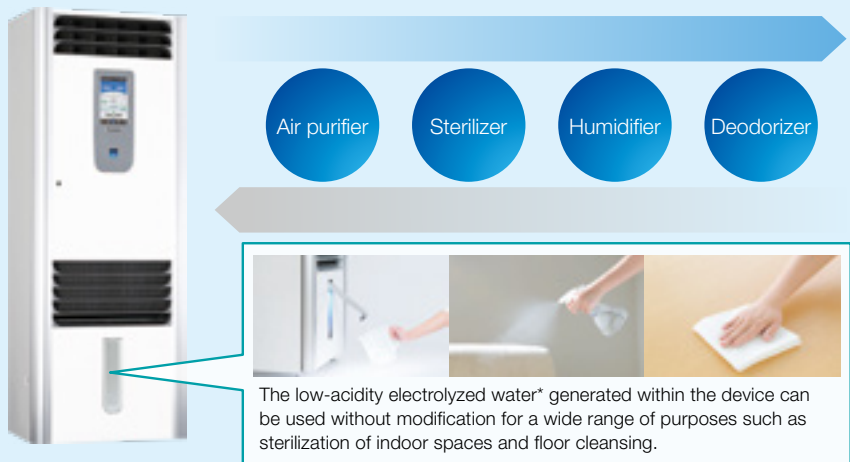 Air purifier
Sterilizer
Humidifier
Deodorizer
The low-acidity electrolyzed water* generated within the device can
be used without modification for a wide range of purposes such as
sterilization of indoor spaces and floor cleansing.